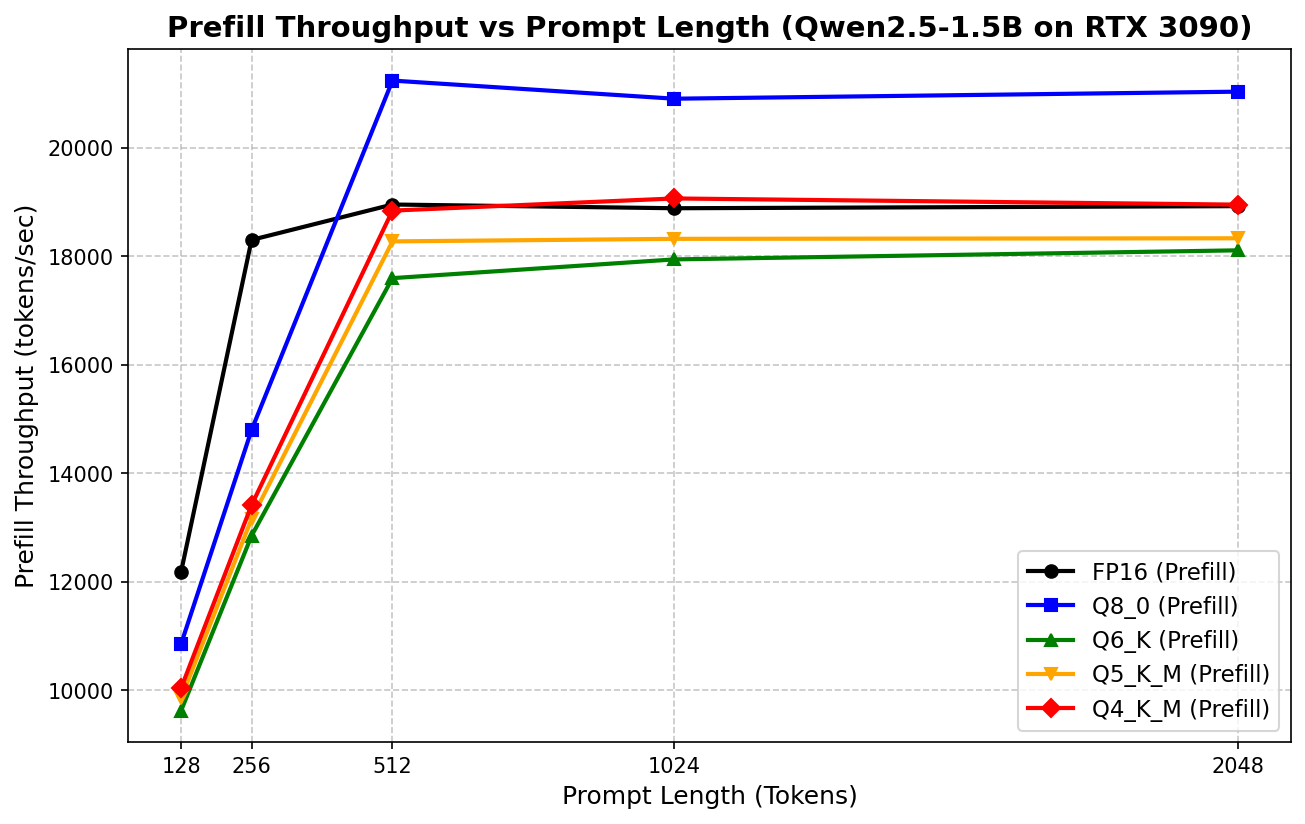 Prefill Throughput vs Prompt Length (Qwen2.5-1.5B on RTX 3090)
Prefill Throughput (tokens/sec)
20000
18000
16000
14000
12000
10000
FP16 (Prefill)
Q8_0 (Prefill)
Q6_K (Prefill)
Q5_K_M (Prefill)
Q4_K_M (Prefill)
128 256 512 1024 2048
Prompt Length (Tokens)